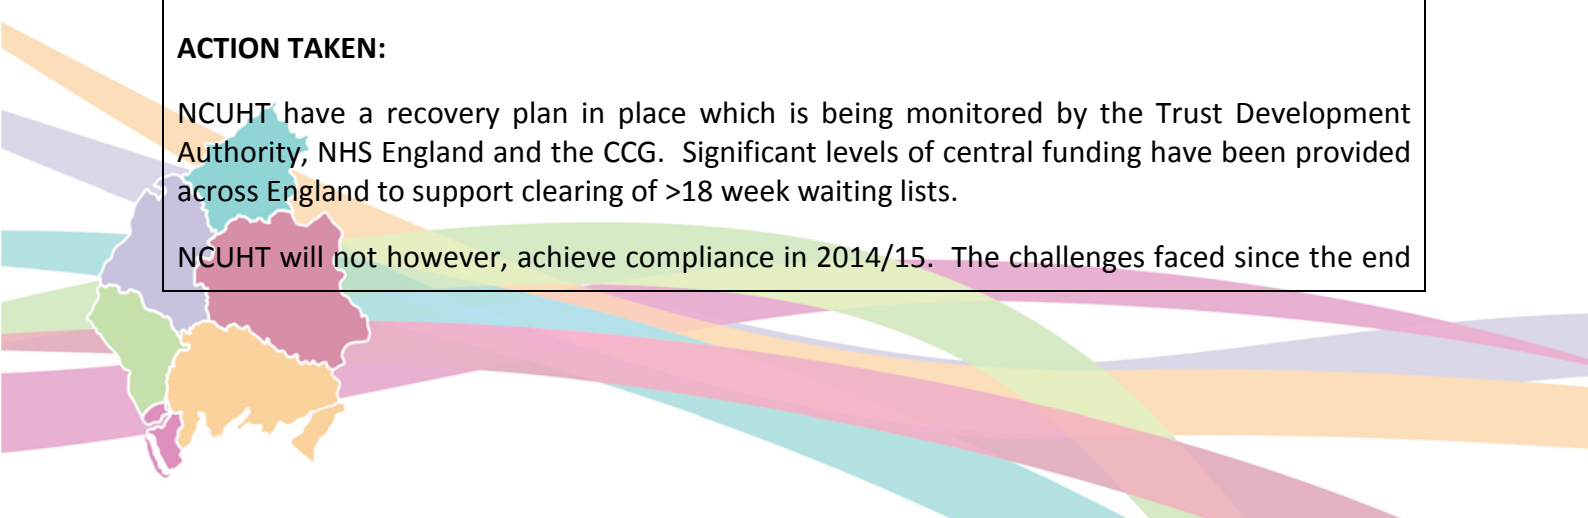 ACTION TAKEN:
NCUHT have a recovery plan in place which is being monitored by the Trust Development
Authority, NHS England and the CCG.  Significant levels of central funding have been provided
across England to support clearing of >18 week waiting lists.
NCUHT will not however, achieve compliance in 2014/15.  The challenges faced since the end